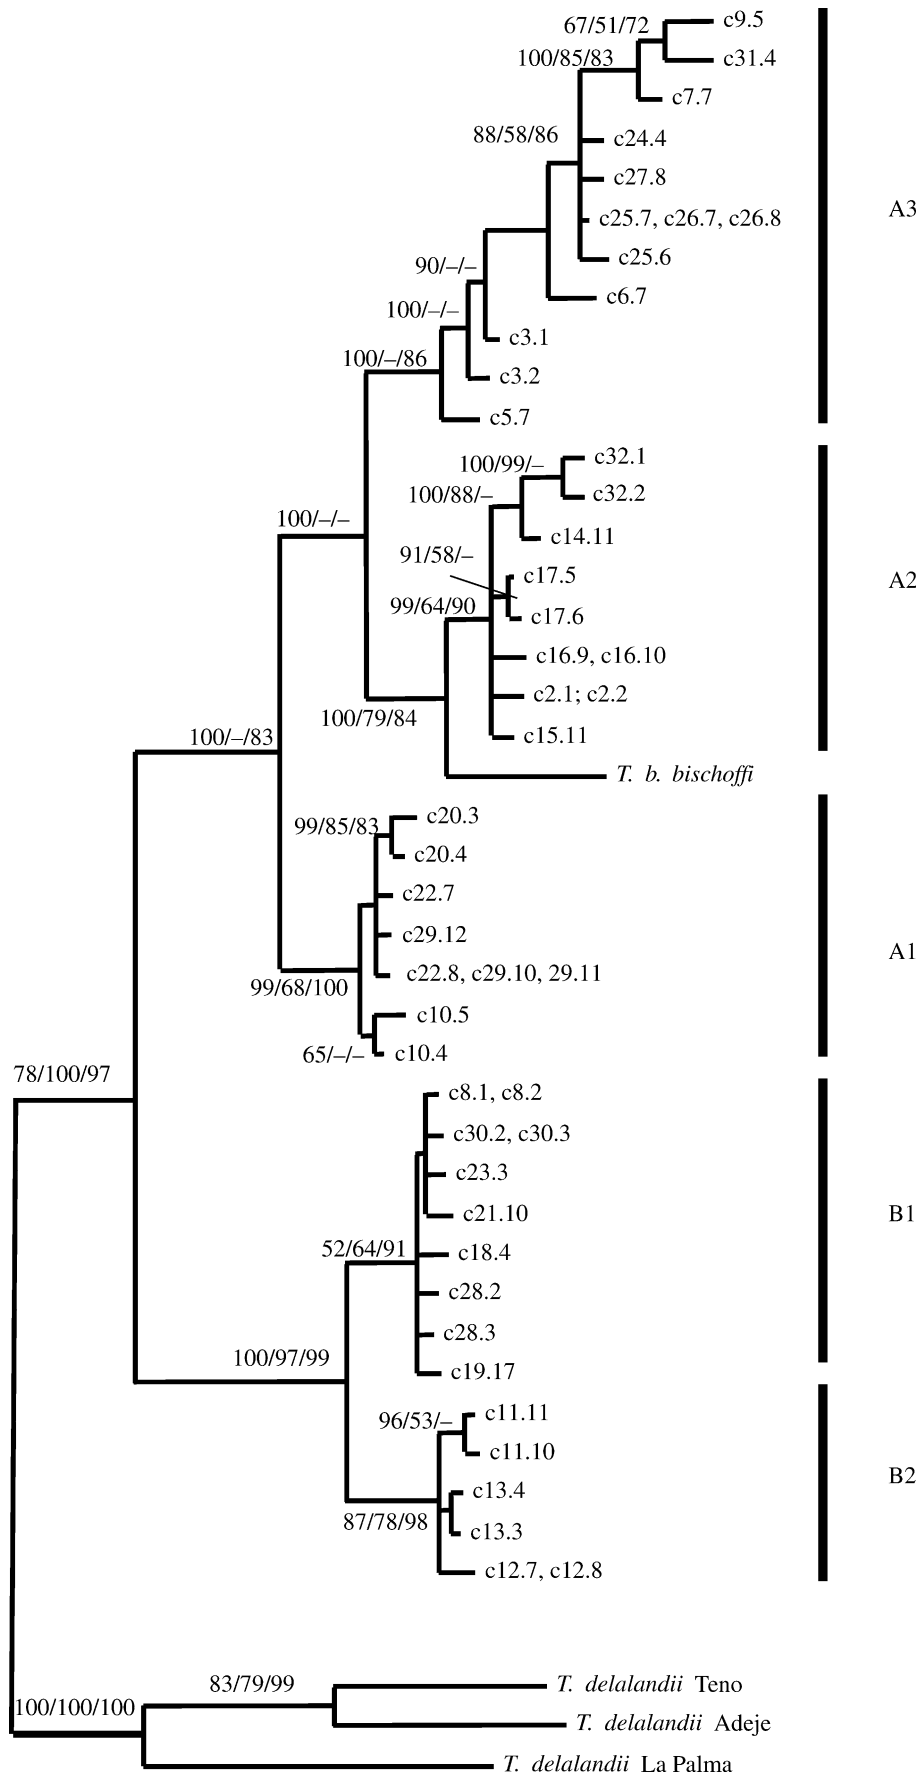 67/51/72
c9.5
100/85/83
c31.4
c7.7
88/58/86
c24.4
c27.8
A3
c25.7, c26.7, c26.8
c25.6
90/–/–
c6.7
100/–/–
c3.1
100/–/86
c3.2
c5.7
c32.1
100/99/–
c32.2
100/88/–
100/–/–
c14.11
91/58/–
c17.5
A2
99/64/90
c17.6
c16.9, c16.10
c2.1; c2.2
100/79/84
100/–/83
c15.11
T. b. bischoffi
c20.3
99/85/83
c20.4
c22.7
c29.12
A1
c22.8, c29.10, 29.11
99/68/100
c10.5
65/–/–
c10.4
78/100/97
c8.1, c8.2
c30.2, c30.3
c23.3
c21.10
B1
52/64/91
c18.4
c28.2
c28.3
100/97/99
c19.17
c11.11
96/53/–
c11.10
B2
c13.4
87/78/98
c13.3
c12.7, c12.8
83/79/99
T. delalandii Teno
100/100/100
T. delalandii Adeje
T. delalandii La Palma